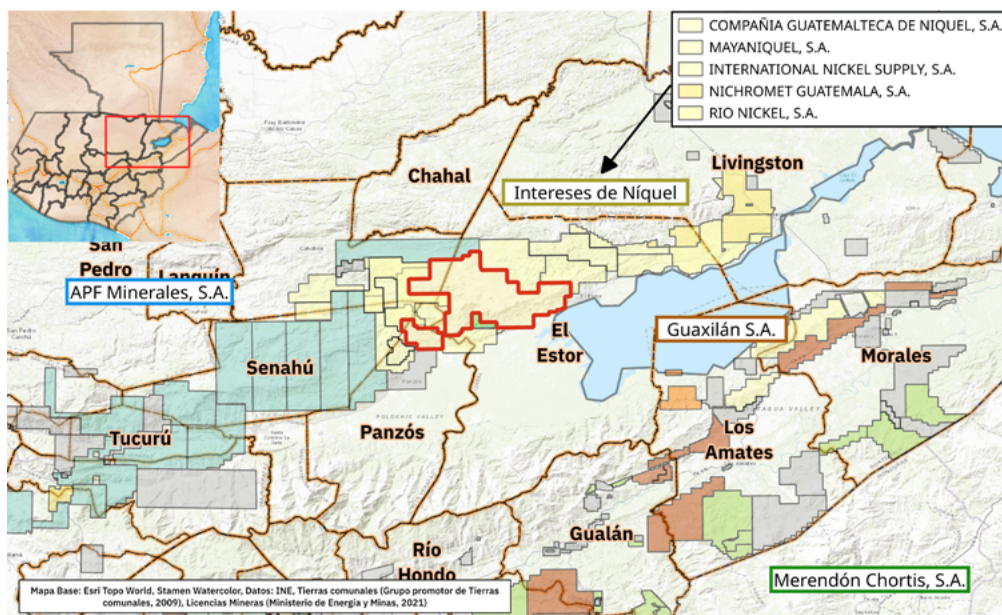 COMPAÑIA GUATEMALTECA DE NIQUEL, S.A.
MAYANIQUEL, S.A.
INTERNATIONAL NICKEL SUPPLY, S.A.
NICHROMET GUATEMALA, S.A.
RIO NICKEL, S.A.
Livingston
Chahal
Intereses de Níquel
San
Pedro
Lanquín
APF Minerales, S.A.
Guaxilán S.A.
El
Estor
Morales
Senahú
Panzós
POLOCHIC VALLEY
Los
Amates
Tucurú
Gualán
Río
Hondo
Merendón Chortis, S.A.
Mapa Base: Esri Topo World, Stamen Watercolor, Datos: INE, Tierras comunales (Grupo promotor de Tierras
comunales, 2009), Licencias Mineras (Ministerio de Energía y Minas, 2021)